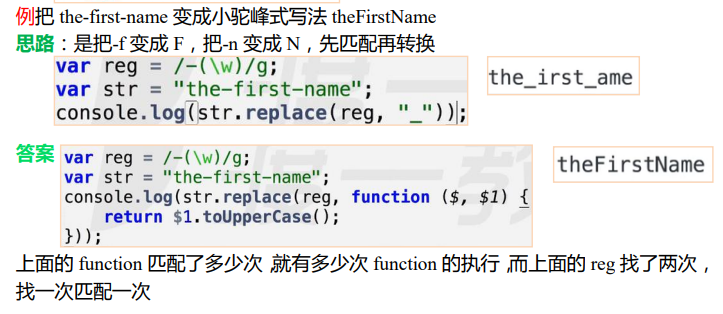 例把 the-first-name 变成小驼峰式写法 theFirstName
思路：是把-f 变成 F，把-n 变成 N，先匹配再转换
var reg = /-(\w)/g;
var str = "the-first-name";
console.log(str.replace(reg, "_"));
the_irst_ame
答案
var reg = /-(\w)/g;
var str = "the-first-name";
console.log(str.replace(reg, function ($, $1) {
return $1.toUpperCase();
}));
theFirstName
上面的 function 匹配了多少次,就有多少次 function 的执行,而上面的 reg 找了两次，
找一次匹配一次